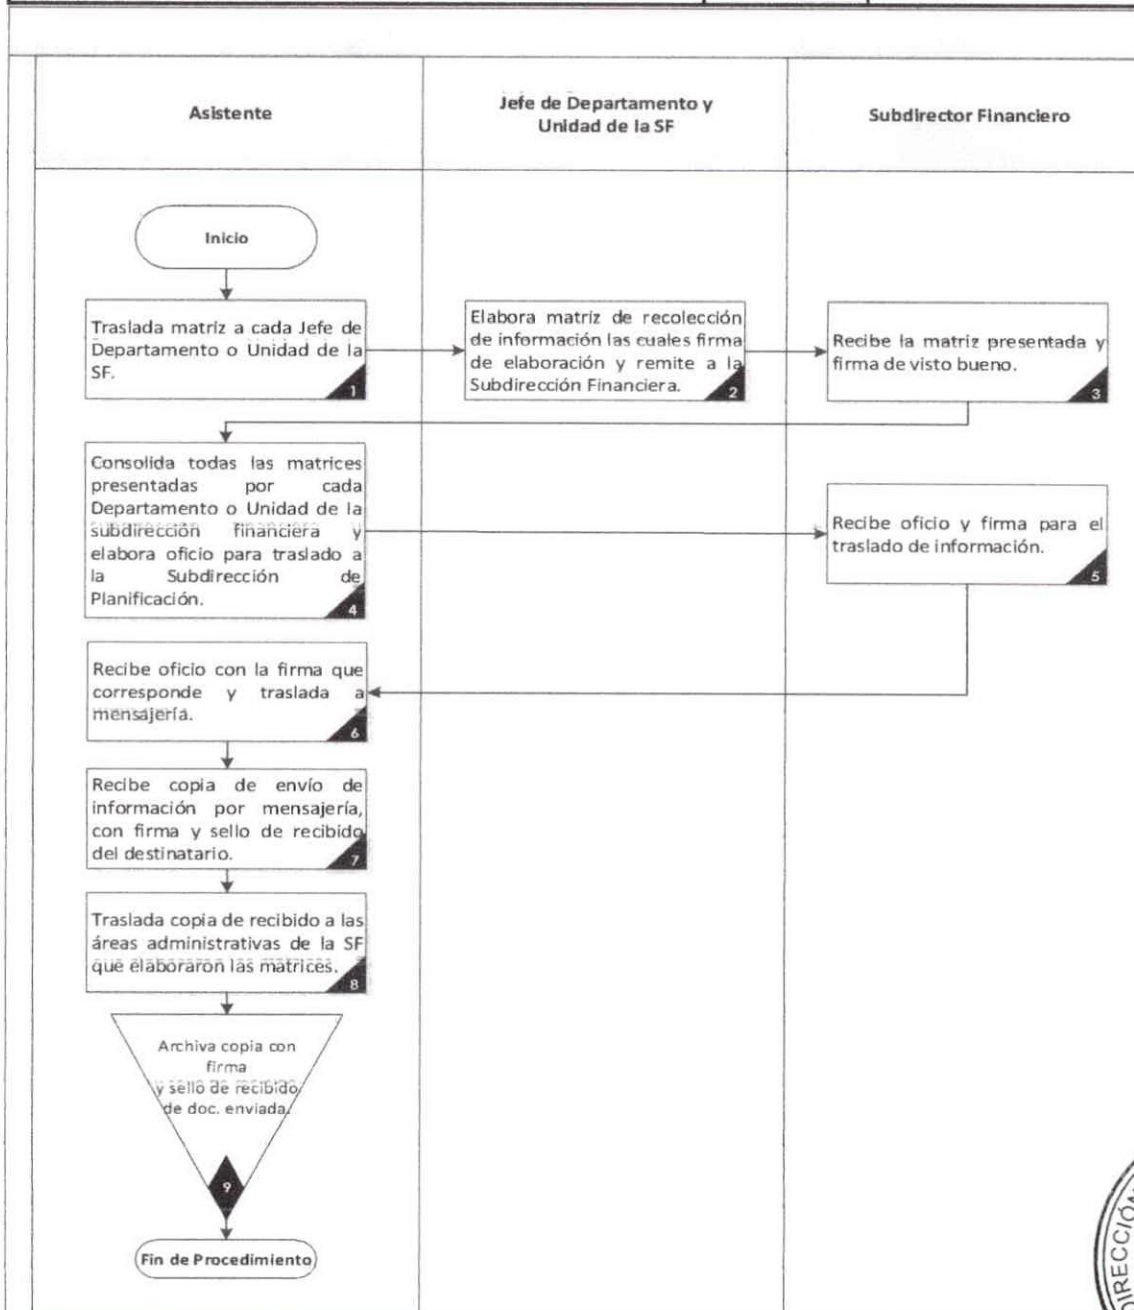 Asistente
Jefe de Departamento y
Unidad de la SF
Subdirector Financiero
Inicio
Traslada matriz a cada Jefe de
Departamento o Unidad de la
SF.
1
Elabora matriz de recolección
de información las cuales firma
de elaboración y remite a la
Subdirección Financiera.
2
Recibe la matriz presentada y
firma de visto bueno.
3
Consolida todas las matrices
presentadas por cada
Departamento o Unidad de la
subdirección financiera y
elabora oficio para traslado a
la Subdirección de
Planificación.
4
Recibe oficio y firma para el
traslado de información.
5
Recibe oficio con la firma que
corresponde y traslada a
mensajería.
6
Recibe copia de envío de
información por mensajería,
con firma y sello de recibido
del destinatario.
7
Traslada copia de recibido a las
áreas administrativas de la SF
que elaboraron las matrices.
8
Archiva copia con
firma
y sello de recibido
de doc. enviada.
9
Fin de Procedimiento
DIRECCIÓN